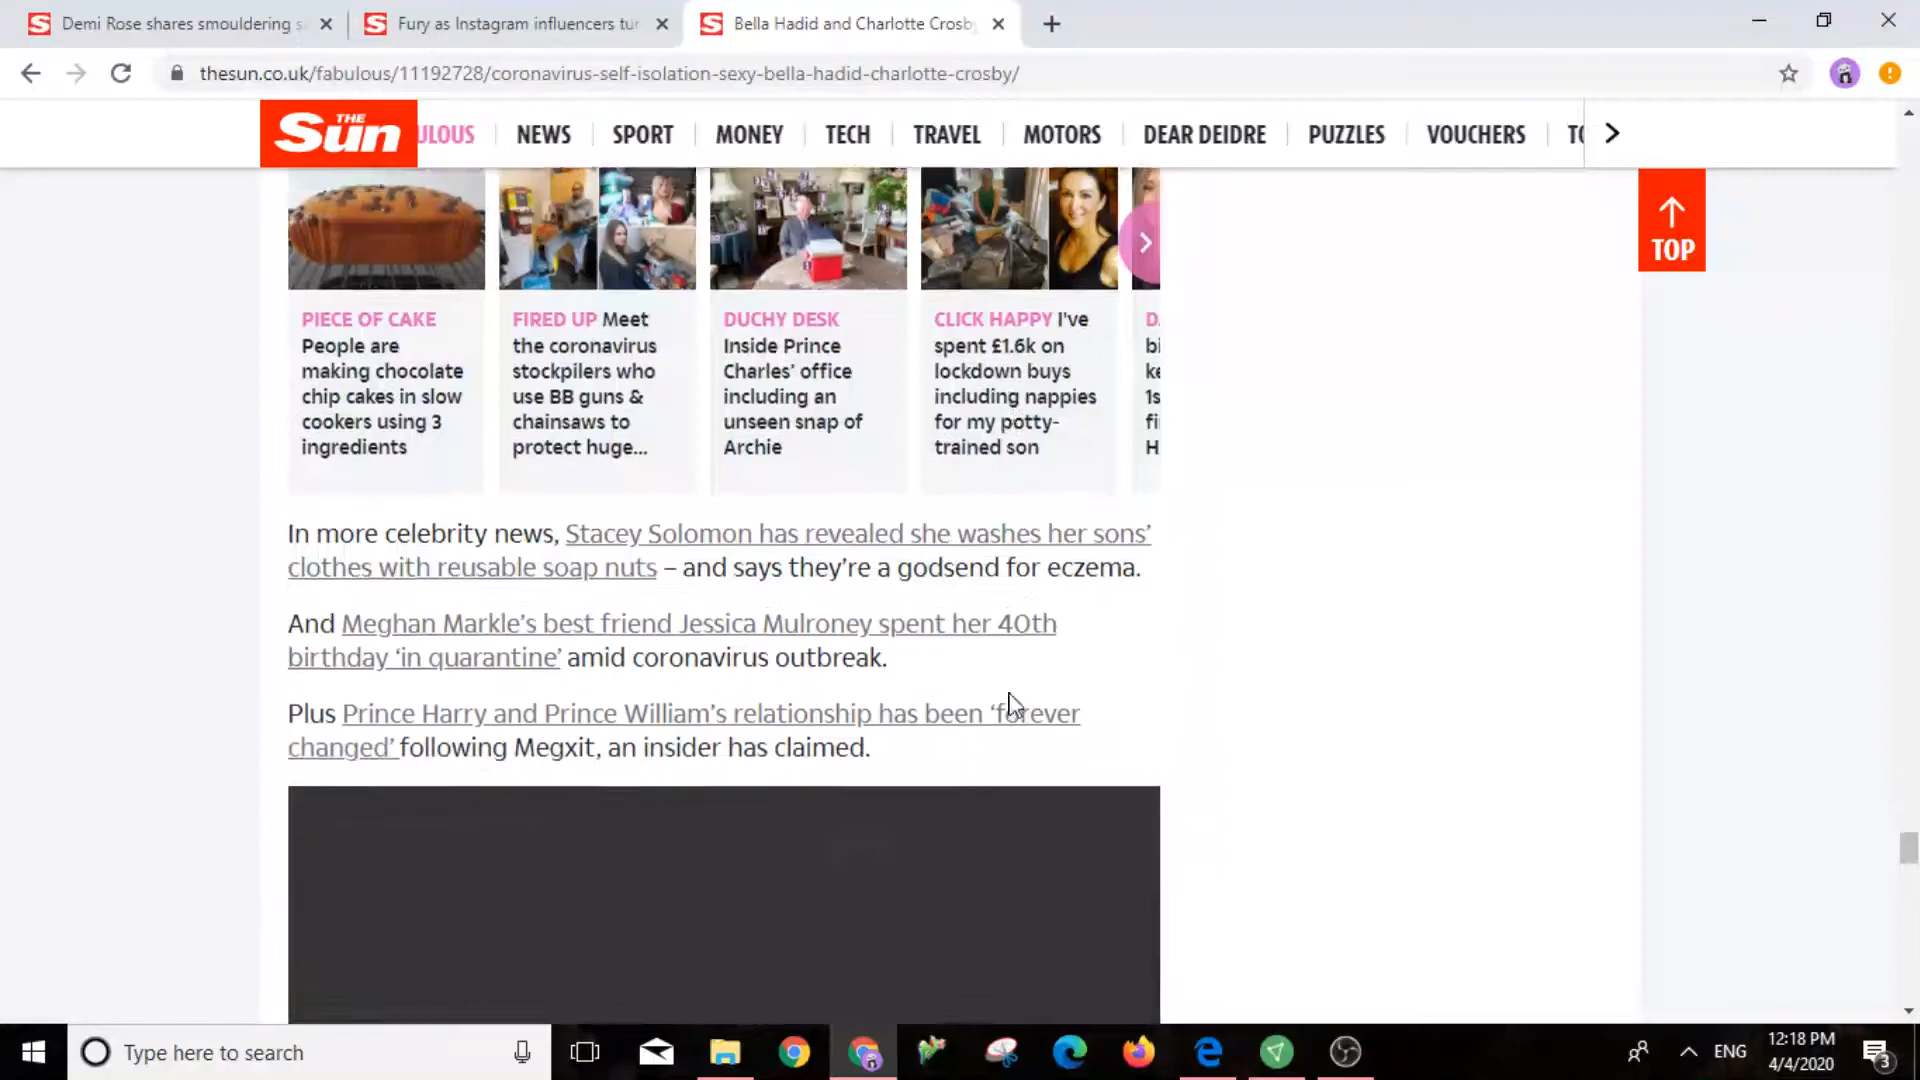 Demi Rose shares smouldering s
Fury as Instagram influencers tur
Bella Hadid and Charlotte Crosb
thesun.co.uk/fabulous/11192728/coronavirus-self-isolation-sexy-bella-hadid-charlotte-crosby/
THE Sun
ULOUS NEWS SPORT MONEY TECH TRAVEL MOTORS DEAR DEIDRE PUZZLES VOUCHERS TO
TOP
PIECE OF CAKE
People are
making chocolate
chip cakes in slow
cookers using 3
ingredients
FIRED UP Meet
the coronavirus
stockpilers who
use BB guns &
chainsaws to
protect huge...
DUCHY DESK
Inside Prince
Charles' office
including an
unseen snap of
Archie
CLICK HAPPY I've
spent £1.6k on
lockdown buys
including nappies
for my potty-
trained son
D
bi
ke
1s
fi
H
In more celebrity news, Stacey Solomon has revealed she washes her sons'
clothes with reusable soap nuts – and says they're a godsend for eczema.
And Meghan Markle's best friend Jessica Mulroney spent her 40th
birthday 'in quarantine' amid coronavirus outbreak.
Plus Prince Harry and Prince William's relationship has been 'forever
changed' following Megxit, an insider has claimed.
Type here to search
ENG
12:18 PM
4/4/2020
3